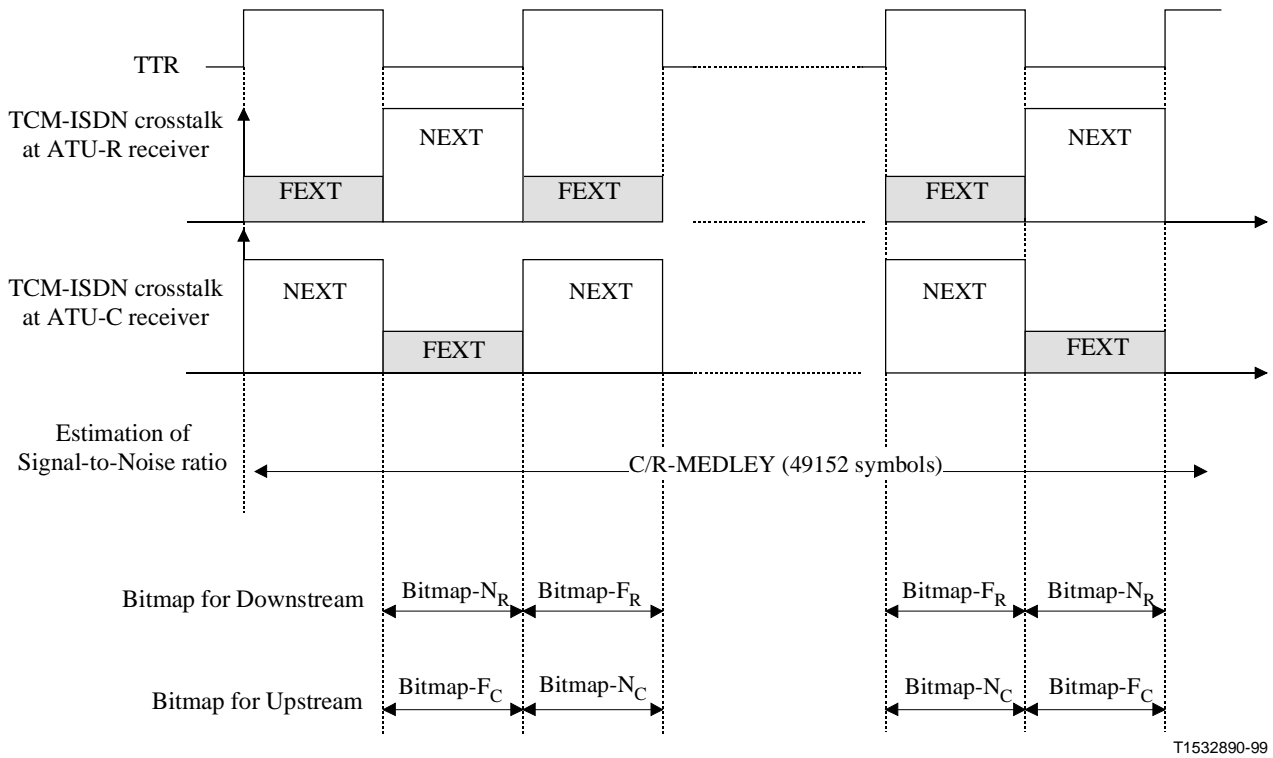 TTR
TCM-ISDN crosstalk
at ATU-R receiver
NEXT
NEXT
FEXT
FEXT
FEXT
TCM-ISDN crosstalk
at ATU-C receiver
NEXT
NEXT
NEXT
FEXT
FEXT
Estimation of
Signal-to-Noise ratio
C/R-MEDLEY (49152 symbols)
Bitmap for Downstream
Bitmap-NR
Bitmap-FR
Bitmap-FR
Bitmap-NR
Bitmap for Upstream
Bitmap-FC
Bitmap-NC
Bitmap-NC
Bitmap-FC
T1532890-99